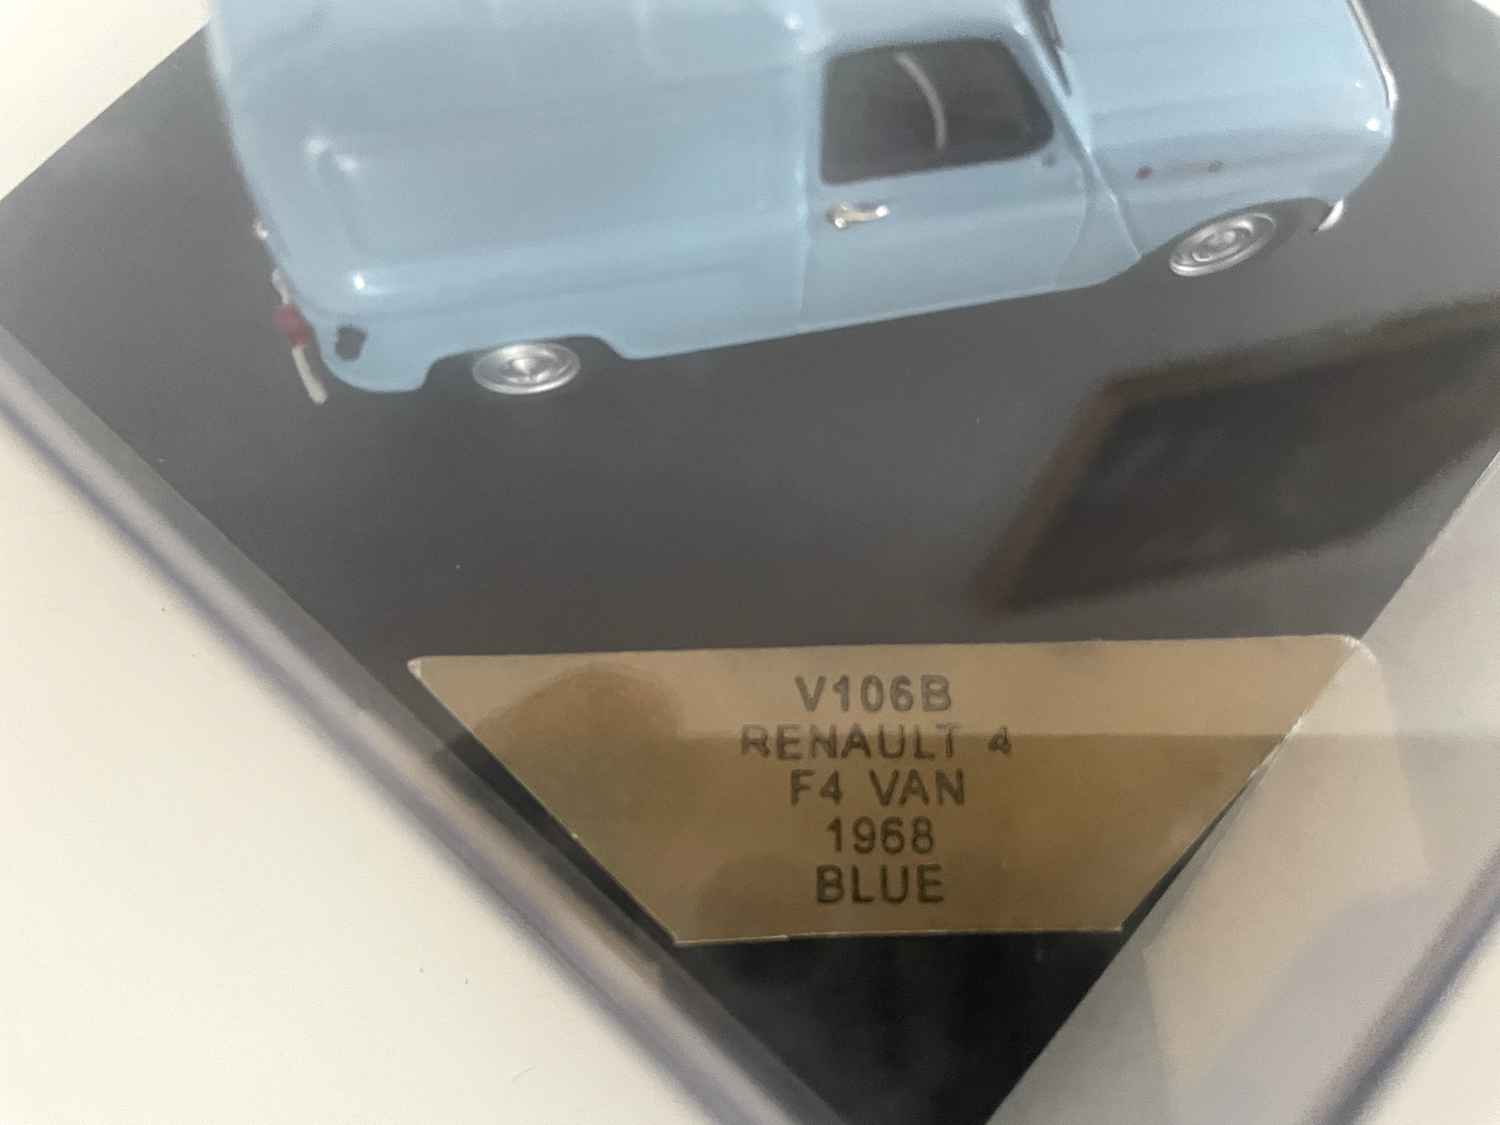 V106B
RENAULT 4
F4 VAN
1968
BLUE